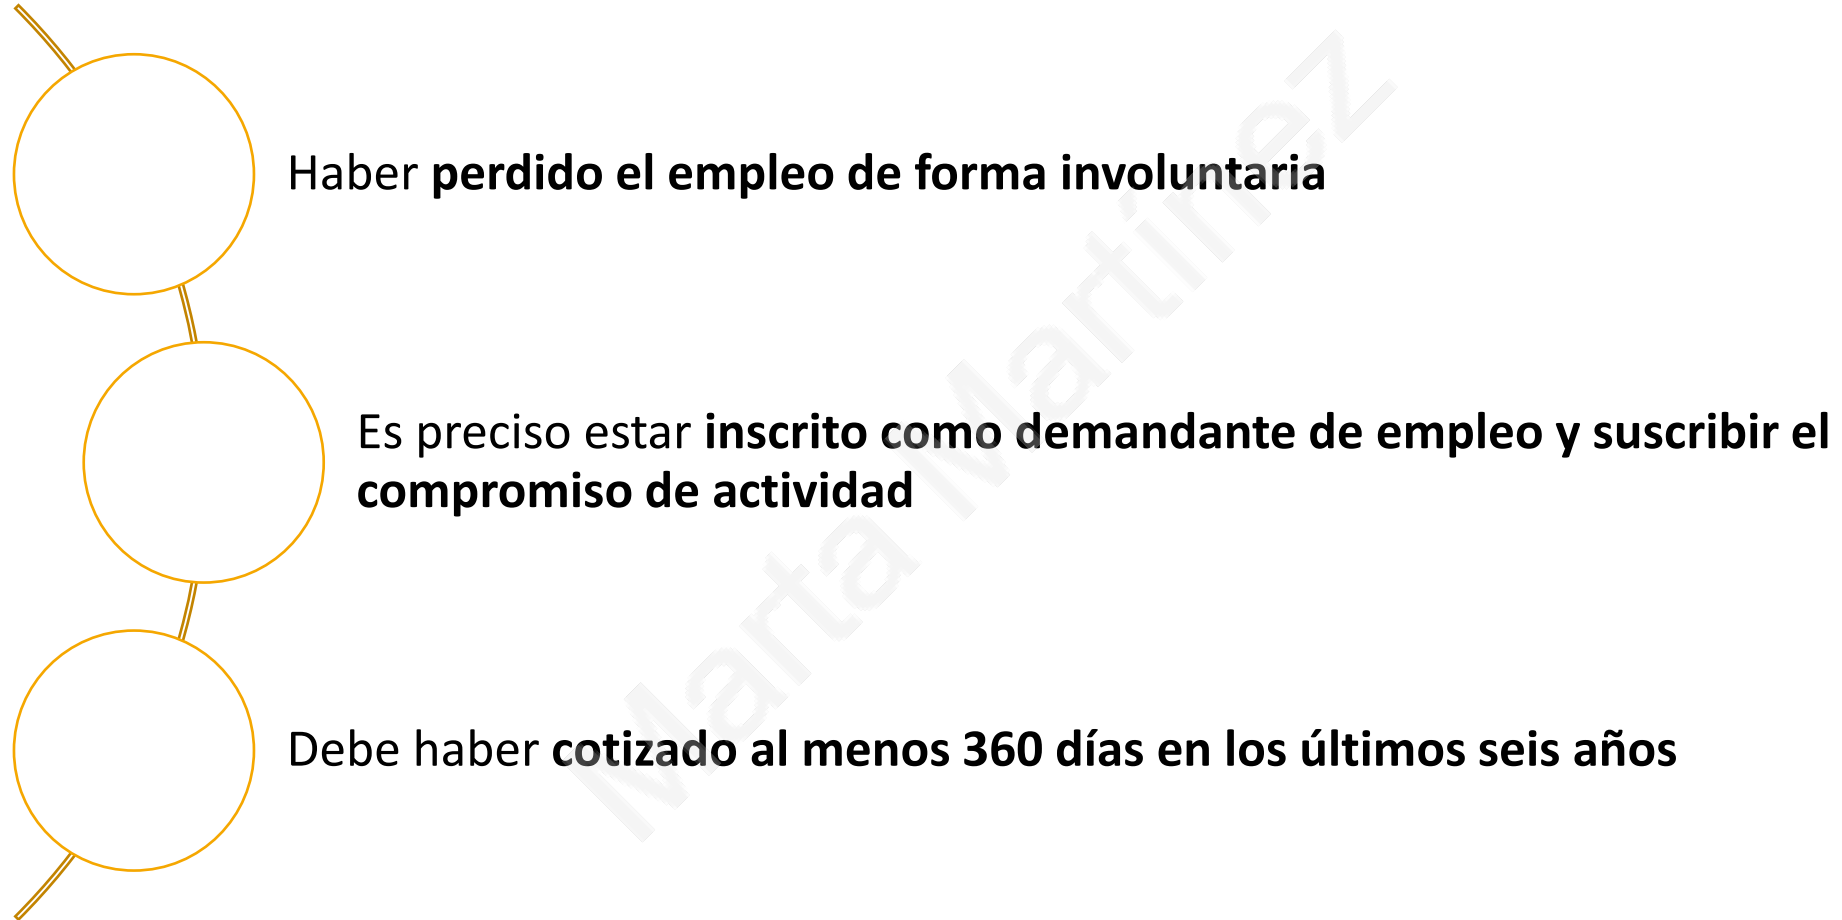 Haber perdido el empleo de forma involuntaria
Es preciso estar inscrito como demandante de empleo y suscribir el
compromiso de actividad
Debe haber cotizado al menos 360 días en los últimos seis años
Marta Martínez